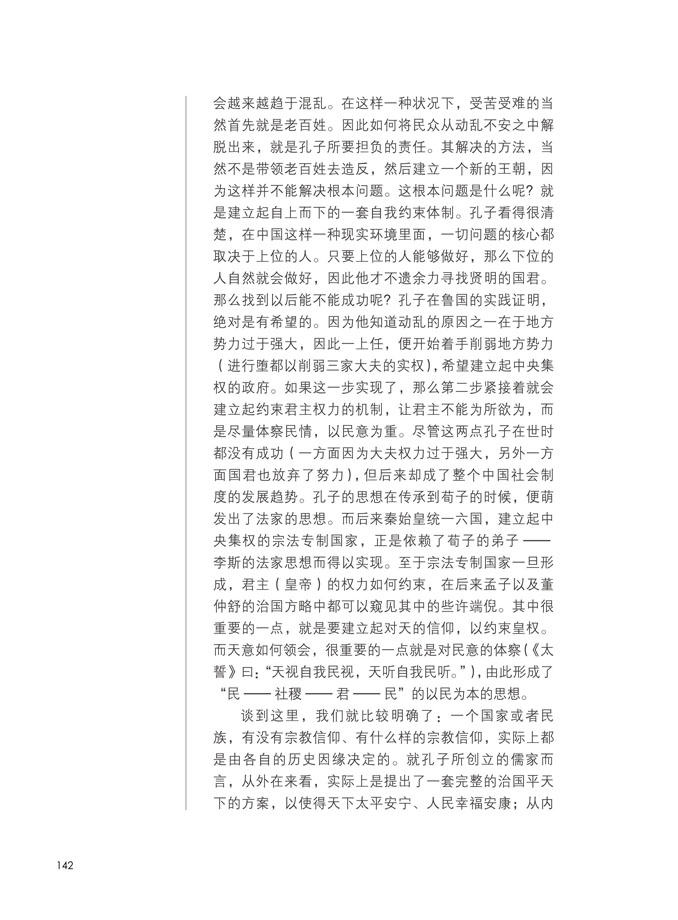 会越来越趋于混乱。在这样一种状况下，受苦受难的当
然首先就是老百姓。因此如何将民众从动乱不安之中解
脱出来，就是孔子所要担负的责任。其解决的方法，当
然不是带领老百姓去造反，然后建立一个新的王朝，因
为这样并不能解决根本问题。这根本问题是什么呢？就
是建立起自上而下的一套自我约束体制。孔子看得很清
楚，在中国这样一种现实环境里面，一切问题的核心都
取决于上位的人。只要上位的人能够做好，那么下位的
人自然就会做好，因此他才不遗余力寻找贤明的国君。
那么找到以后能不能成功呢？孔子在鲁国的实践证明，
绝对是有希望的。因为他知道动乱的原因之一在于地方
势力过于强大，因此一上任，便开始着手削弱地方势力
（进行堕都以削弱三家大夫的实权），希望建立起中央集
权的政府。如果这一步实现了，那么第二步紧接着就会
建立起约束君主权力的机制，让君主不能为所欲为，而
是尽量体察民情，以民意为重。尽管这两点孔子在世时
都没有成功（一方面因为大夫权力过于强大，另外一方
面国君也放弃了努力），但后来却成了整个中国社会制
度的发展趋势。孔子的思想在传承到荀子的时候，便萌
发出了法家的思想。而后来秦始皇统一六国，建立起中
央集权的宗法专制国家，正是依赖了荀子的弟子——
李斯的法家思想而得以实现。至于宗法专制国家一旦形
成，君主（皇帝）的权力如何约束，在后来孟子以及董
仲舒的治国方略中都可以窥见其中的些许端倪。其中很
重要的一点，就是要建立起对天的信仰，以约束皇权。
而天意如何领会，很重要的一点就是对民意的体察（《太
誓》曰：“天视自我民视，天听自我民听。”），由此形成了
“民——社稷——君——民”的以民为本的思想。
谈到这里，我们就比较明确了：一个国家或者民
族，有没有宗教信仰、有什么样的宗教信仰，实际上都
是由各自的历史因缘决定的。就孔子所创立的儒家而
言，从外在来看，实际上是提出了一套完整的治国平天
下的方案，以使得天下太平安宁、人民幸福安康；从内
142